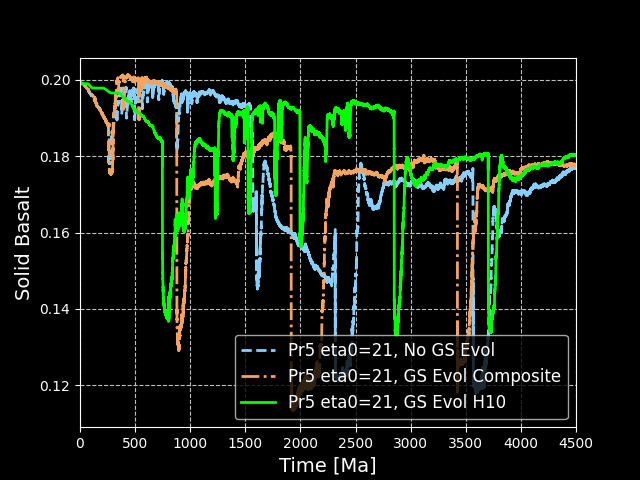 0.20
0.18
0.16
0.14
0.12
Solid Basalt
Pr5 eta0=21, No GS Evol
Pr5 eta0=21, GS Evol Composite
Pr5 eta0=21, GS Evol H10
0 500 1000 1500 2000 2500 3000 3500 4000 4500
Time [Ma]